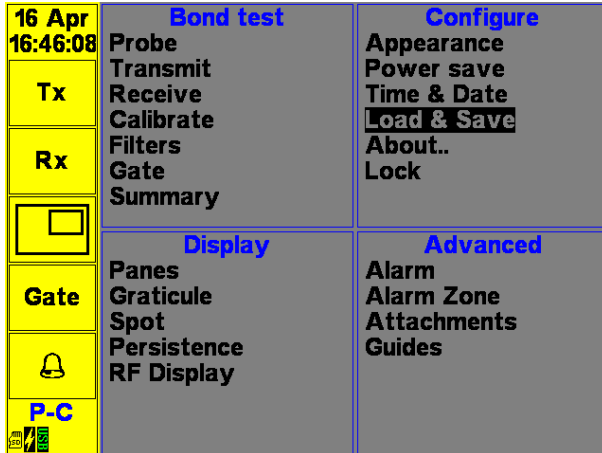 16 Apr
16:46:08
Tx
Rx
Gate
P-C
SD
USB
Bond test
Probe
Transmit
Receive
Calibrate
Filters
Gate
Summary
Configure
Appearance
Power save
Time & Date
Load & Save
About..
Lock
Display
Panes
Graticule
Spot
Persistence
RF Display
Advanced
Alarm
Alarm Zone
Attachments
Guides